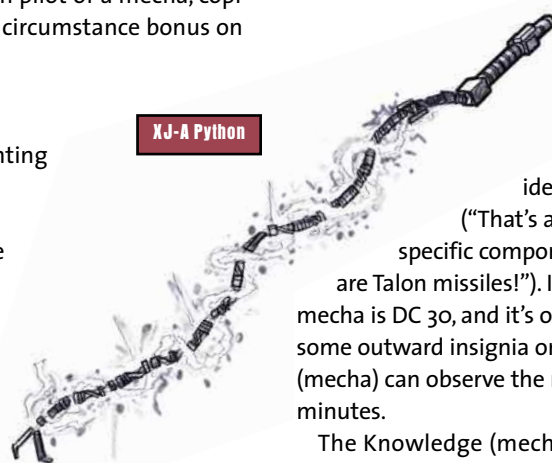 pilot of a mecha, copi-
circumstance bonus on
nting
e
XJ-A Python
ide
(“That’s a
specific compo
are Talon missiles!”). I
mecha is DC 30, and it’s o
some outward insignia or
(mecha) can observe the
minutes.
The Knowledge (mech